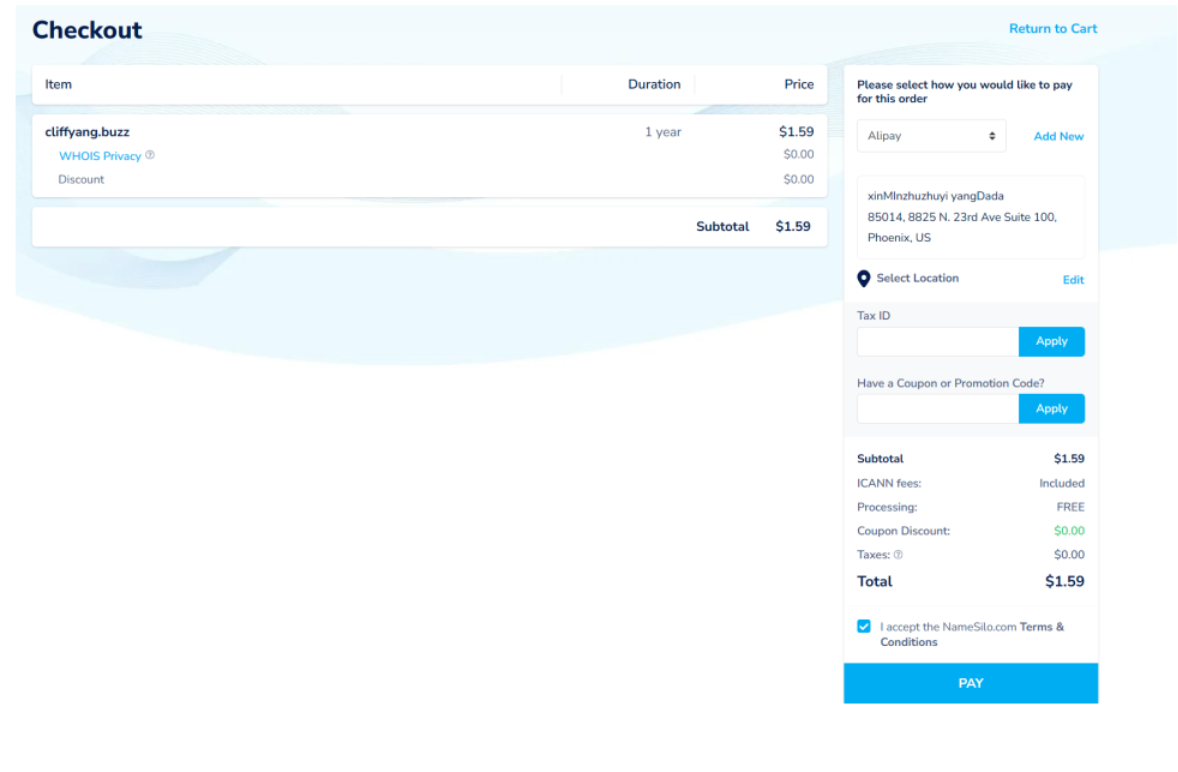 Checkout
Return to Cart
Item Duration Price
cliffyang.buzz 1 year $1.59
WHOIS Privacy $0.00
Discount $0.00
Subtotal $1.59
Please select how you would like to pay
for this order
Alipay Add New
xinMInzhuzhuyi yangDada
85014, 8825 N. 23rd Ave Suite 100,
Phoenix, US
Select Location Edit
Tax ID
Apply
Have a Coupon or Promotion Code?
Apply
Subtotal $1.59
ICANN fees: Included
Processing: FREE
Coupon Discount: $0.00
Taxes: $0.00
Total $1.59
I accept the NameSilo.com Terms &
Conditions
PAY